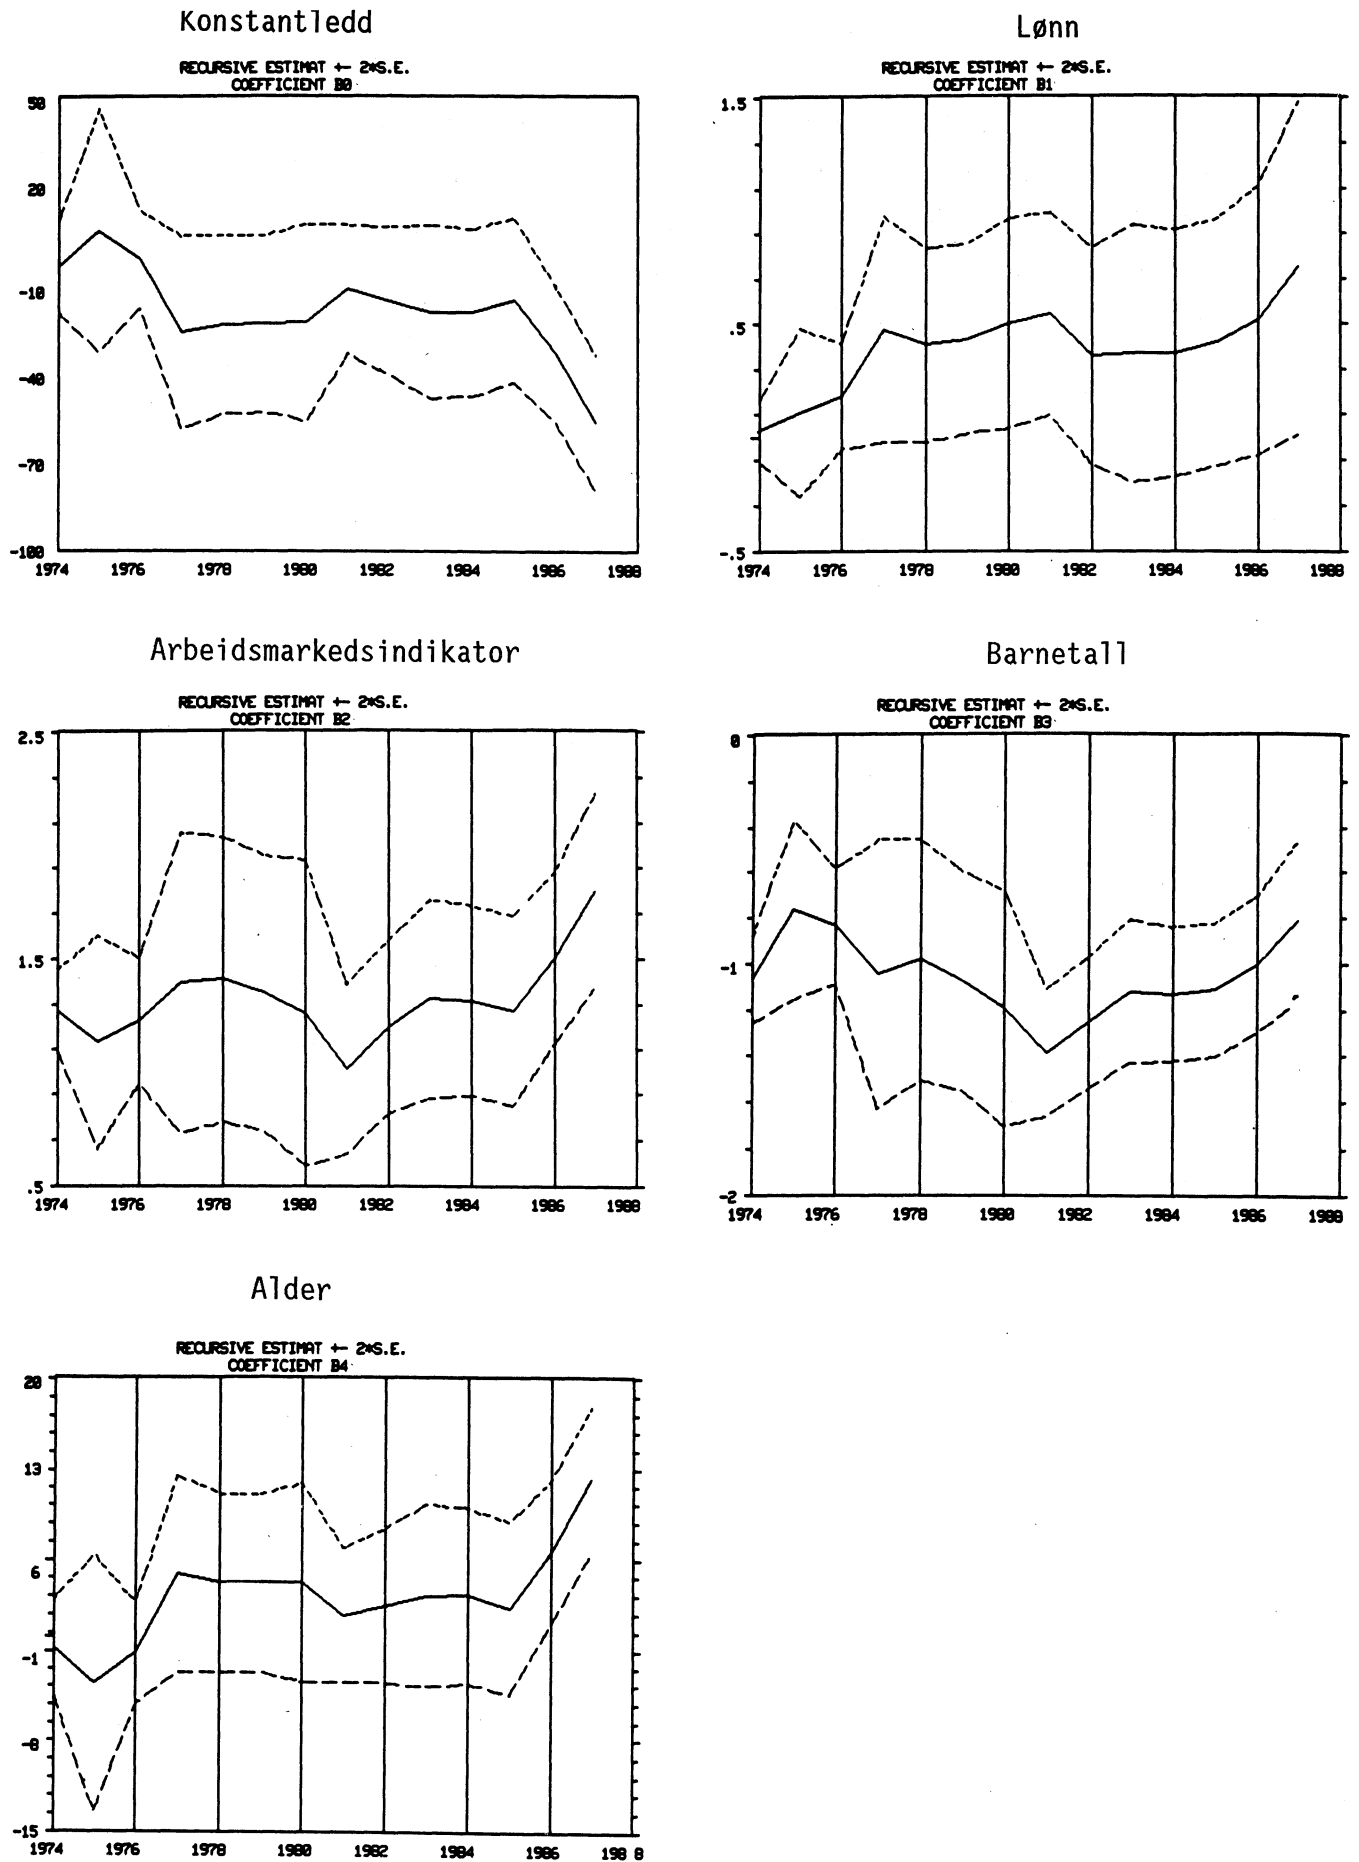 Konstantledd
RECURSIVE ESTIMAT +- 2*S.E.
COEFFICIENT B0
50
20
-10
-40
-70
-100
1974 1976 1978 1980 1982 1984 1986 1988
Lønn
RECURSIVE ESTIMAT +- 2*S.E.
COEFFICIENT B1
1.5
.5
-.5
1974 1976 1978 1980 1982 1984 1986 1988
Arbeidsmarkedsindikator
RECURSIVE ESTIMAT +- 2*S.E.
COEFFICIENT B2
2.5
1.5
.5
1974 1976 1978 1980 1982 1984 1986 1988
Barnetall
RECURSIVE ESTIMAT +- 2*S.E.
COEFFICIENT B3
0
-1
-2
1974 1976 1978 1980 1982 1984 1986 1988
Alder
RECURSIVE ESTIMAT +- 2*S.E.
COEFFICIENT B4
20
13
6
-1
-8
-15
1974 1976 1978 1980 1982 1984 198 8